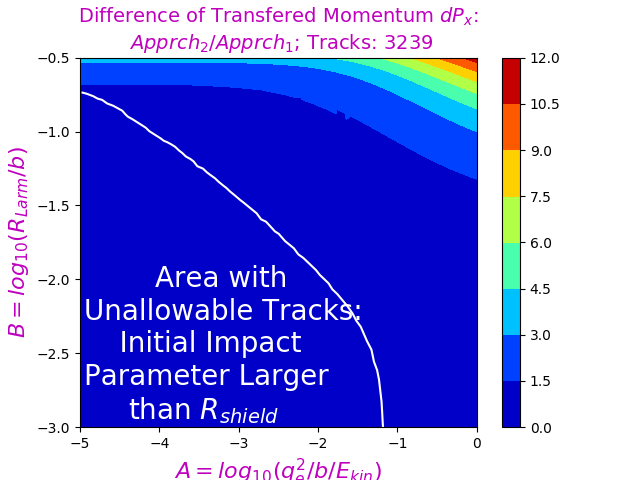 Difference of Transfered Momentum dPₓ:
Apprch₂/Apprch₁; Tracks: 3239
B = log₁₀(R_Larm/b)
−0.5
−1.0
−1.5
−2.0
−2.5
−3.0
Area with
Unallowable Tracks:
Initial Impact
Parameter Larger
than R_shield
−5 −4 −3 −2 −1 0
A = log₁₀(qₑ²/b/E_kin)
12.0
10.5
9.0
7.5
6.0
4.5
3.0
1.5
0.0